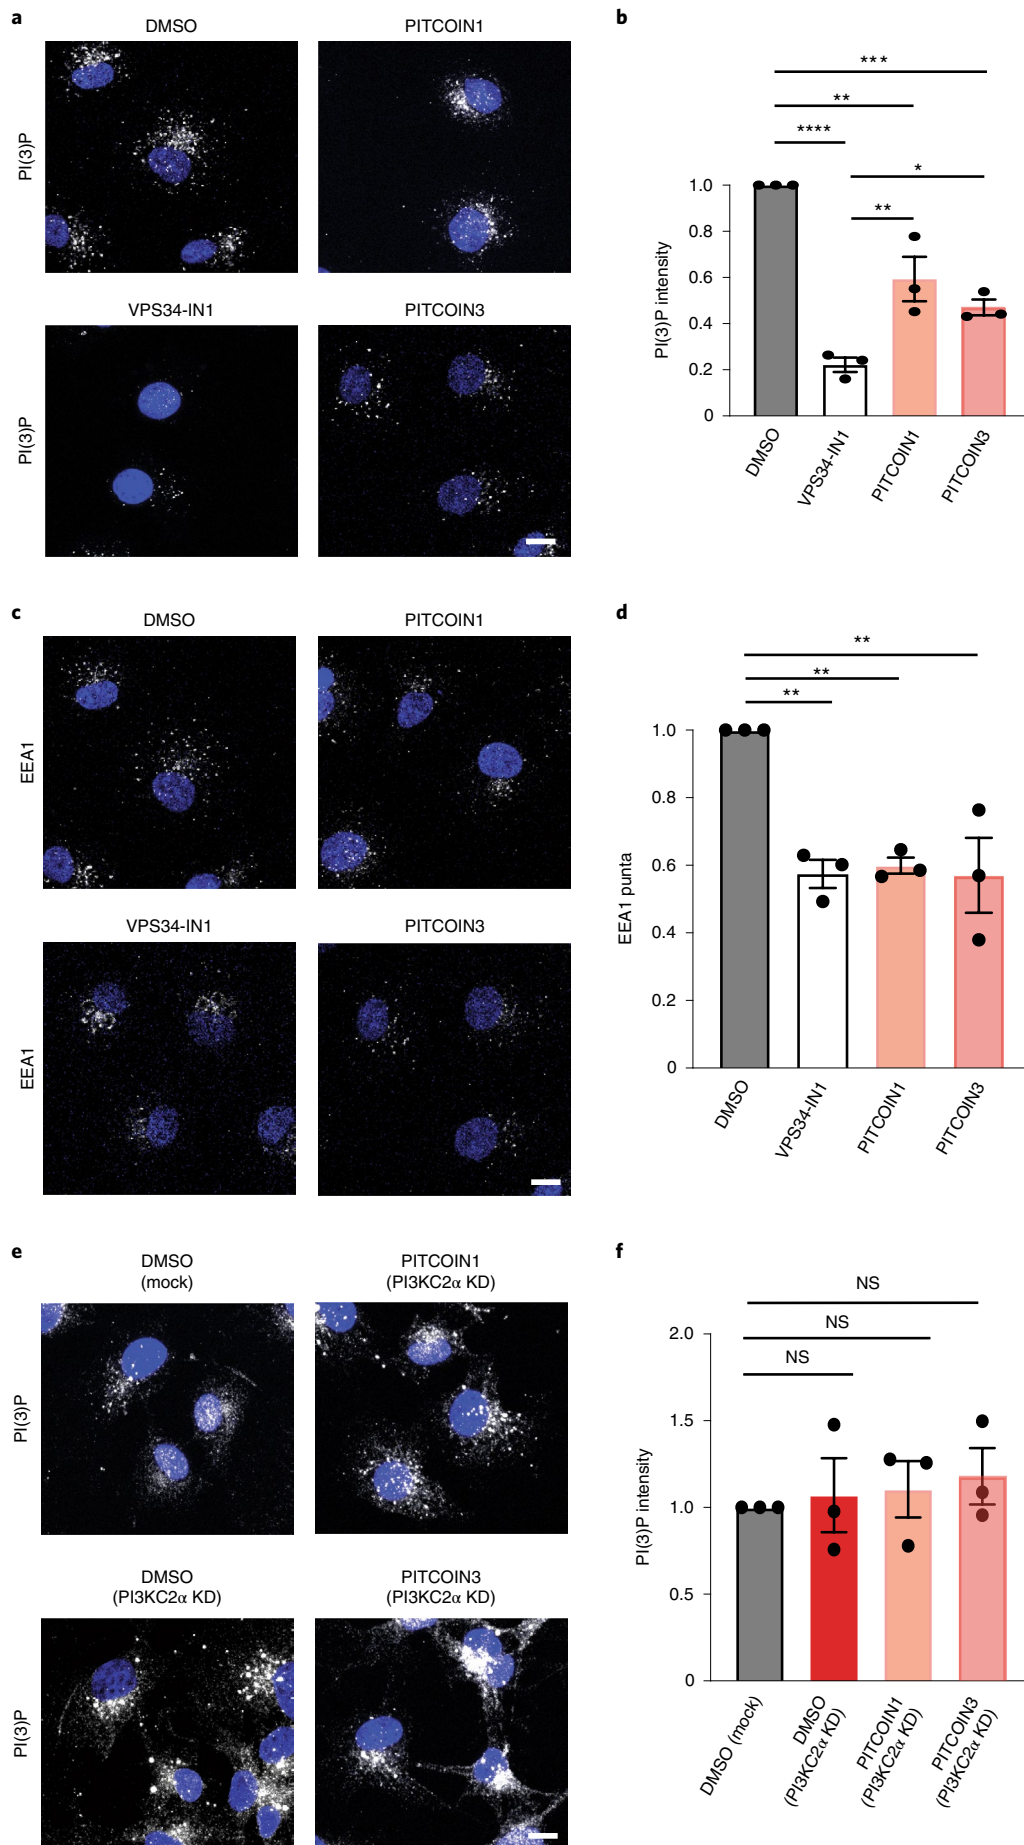 a
DMSO
PITCOIN1
PI(3)P
VPS34-IN1
PITCOIN3
PI(3)P
b
***
**
****
*
**
1.0
0.8
0.6
0.4
0.2
0
PI(3)P intensity
DMSO
VPS34-IN1
PITCOIN1
PITCOIN3
c
DMSO
PITCOIN1
EEA1
VPS34-IN1
PITCOIN3
EEA1
d
**
**
**
1.0
0.8
0.6
0.4
0.2
0
EEA1 punta
DMSO
VPS34-IN1
PITCOIN1
PITCOIN3
e
DMSO
(mock)
PITCOIN1
(PI3KC2α KD)
PI(3)P
DMSO
(PI3KC2α KD)
PITCOIN3
(PI3KC2α KD)
PI(3)P
f
NS
NS
NS
2.0
1.5
1.0
0.5
0
PI(3)P intensity
DMSO (mock)
DMSO
(PI3KC2α KD)
PITCOIN1
(PI3KC2α KD)
PITCOIN3
(PI3KC2α KD)